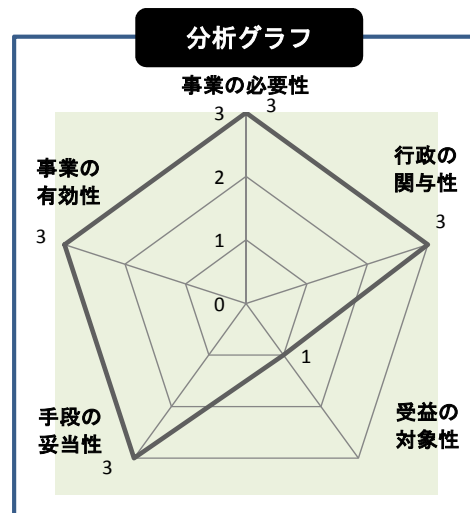 分析グラフ
事業の必要性
3
3
行政の
関与性
3
事業の
有効性
3
2
1
0
1
受益の
対象性
手段の
妥当性
3